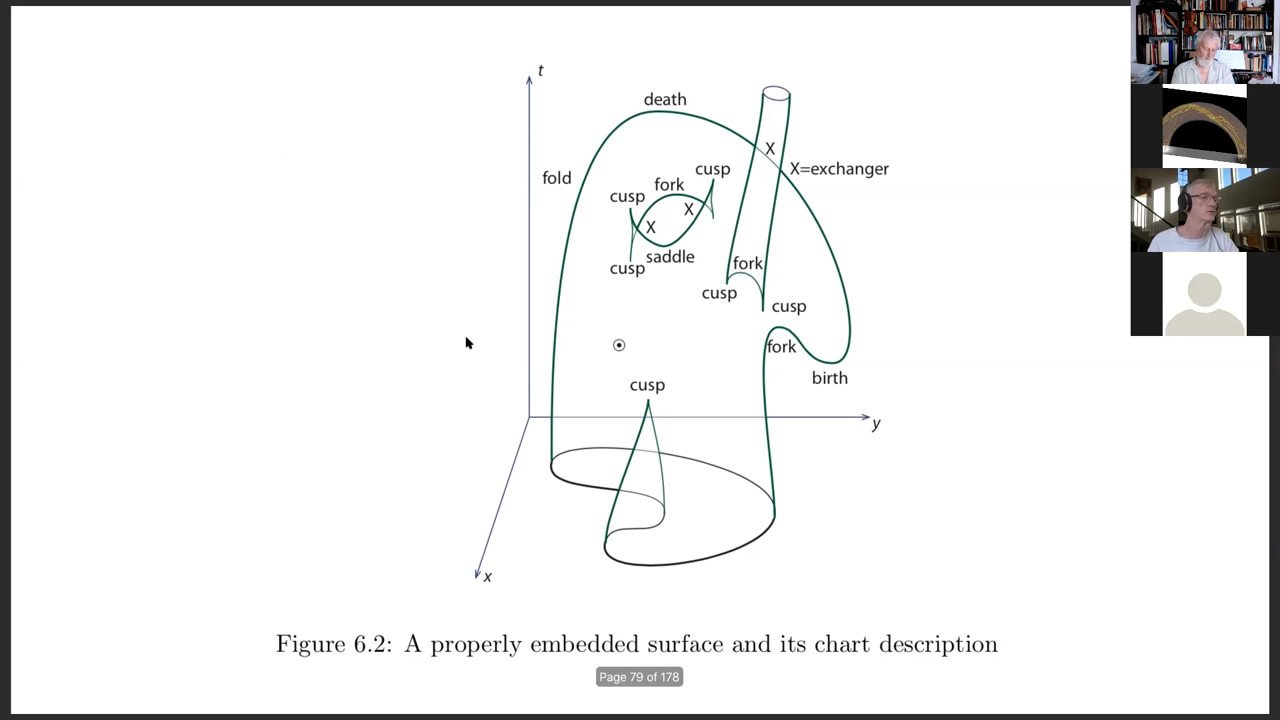 t
death
X
X=exchanger
fold
cusp
fork
cusp
X
X
saddle
cusp
fork
cusp
cusp
fork
birth
cusp
y
x
Figure 6.2: A properly embedded surface and its chart description
Page 79 of 178